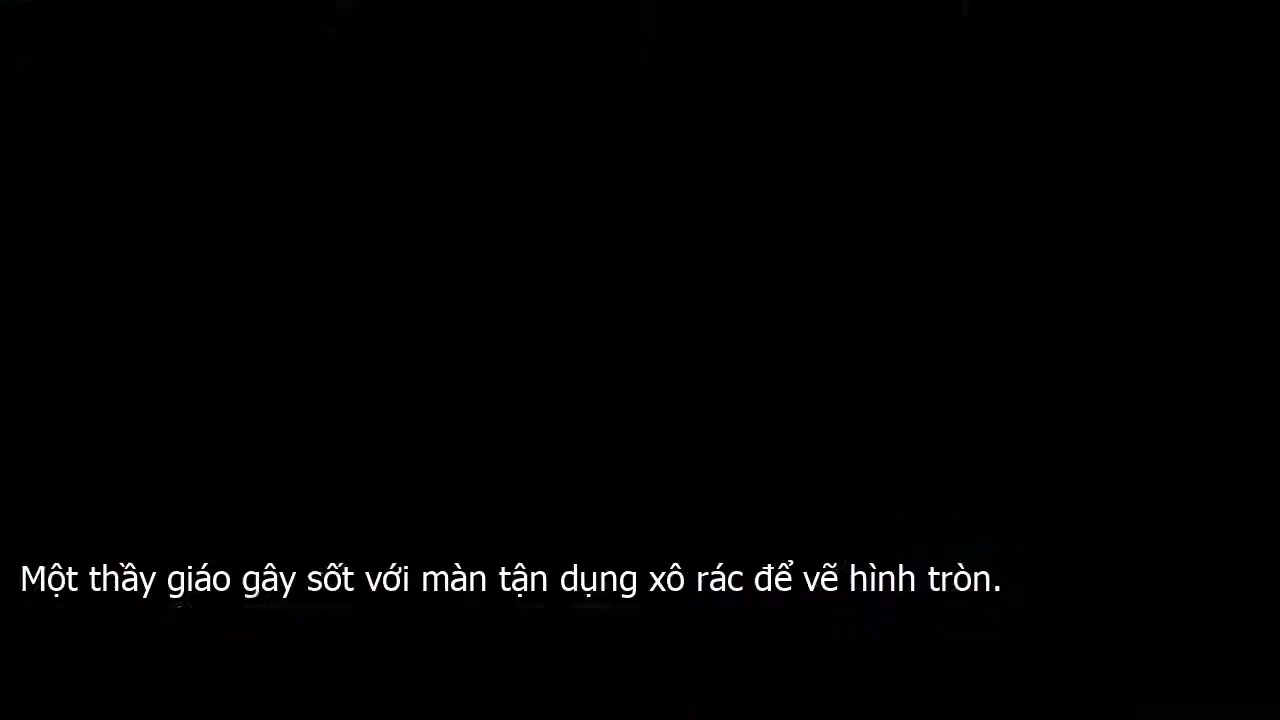 Một thầy giáo gây sốt với màn tận dụng xô rác để vẽ hình tròn.